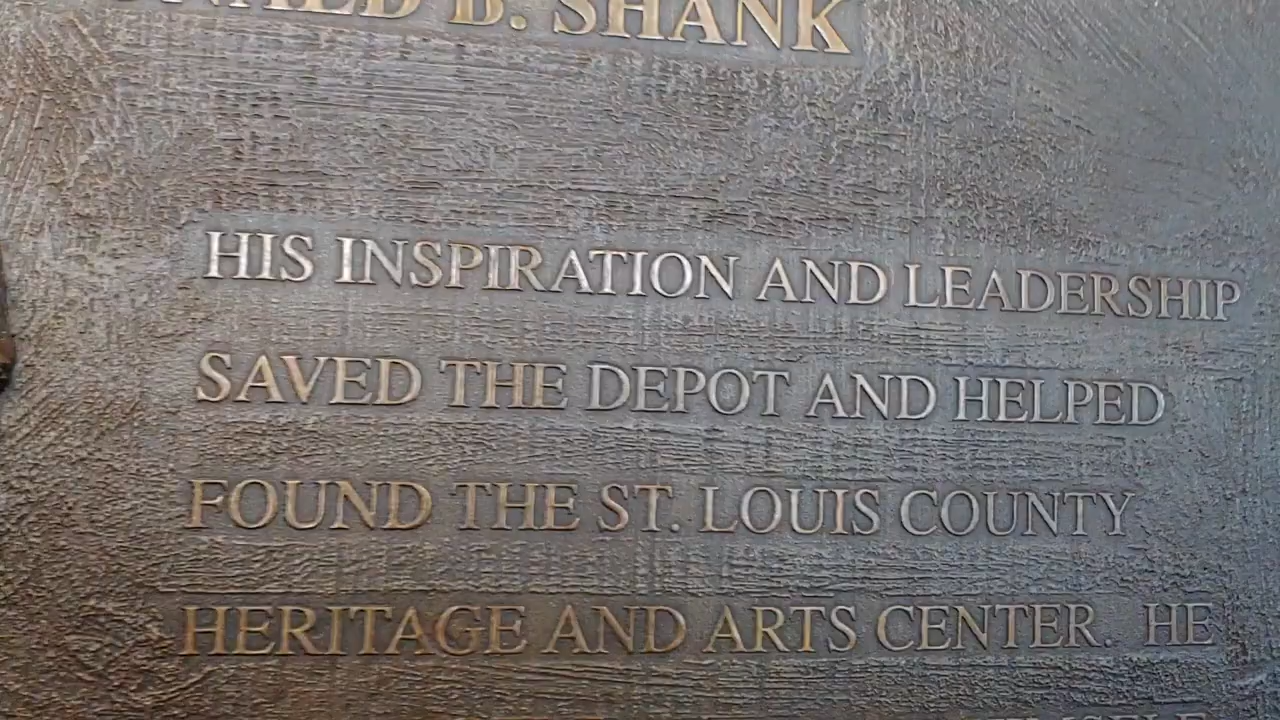 B. SHANK
HIS INSPIRATION AND LEADERSHIP
SAVED THE DEPOT AND HELPED
FOUND THE ST. LOUIS COUNTY
HERITAGE AND ARTS CENTER. HE